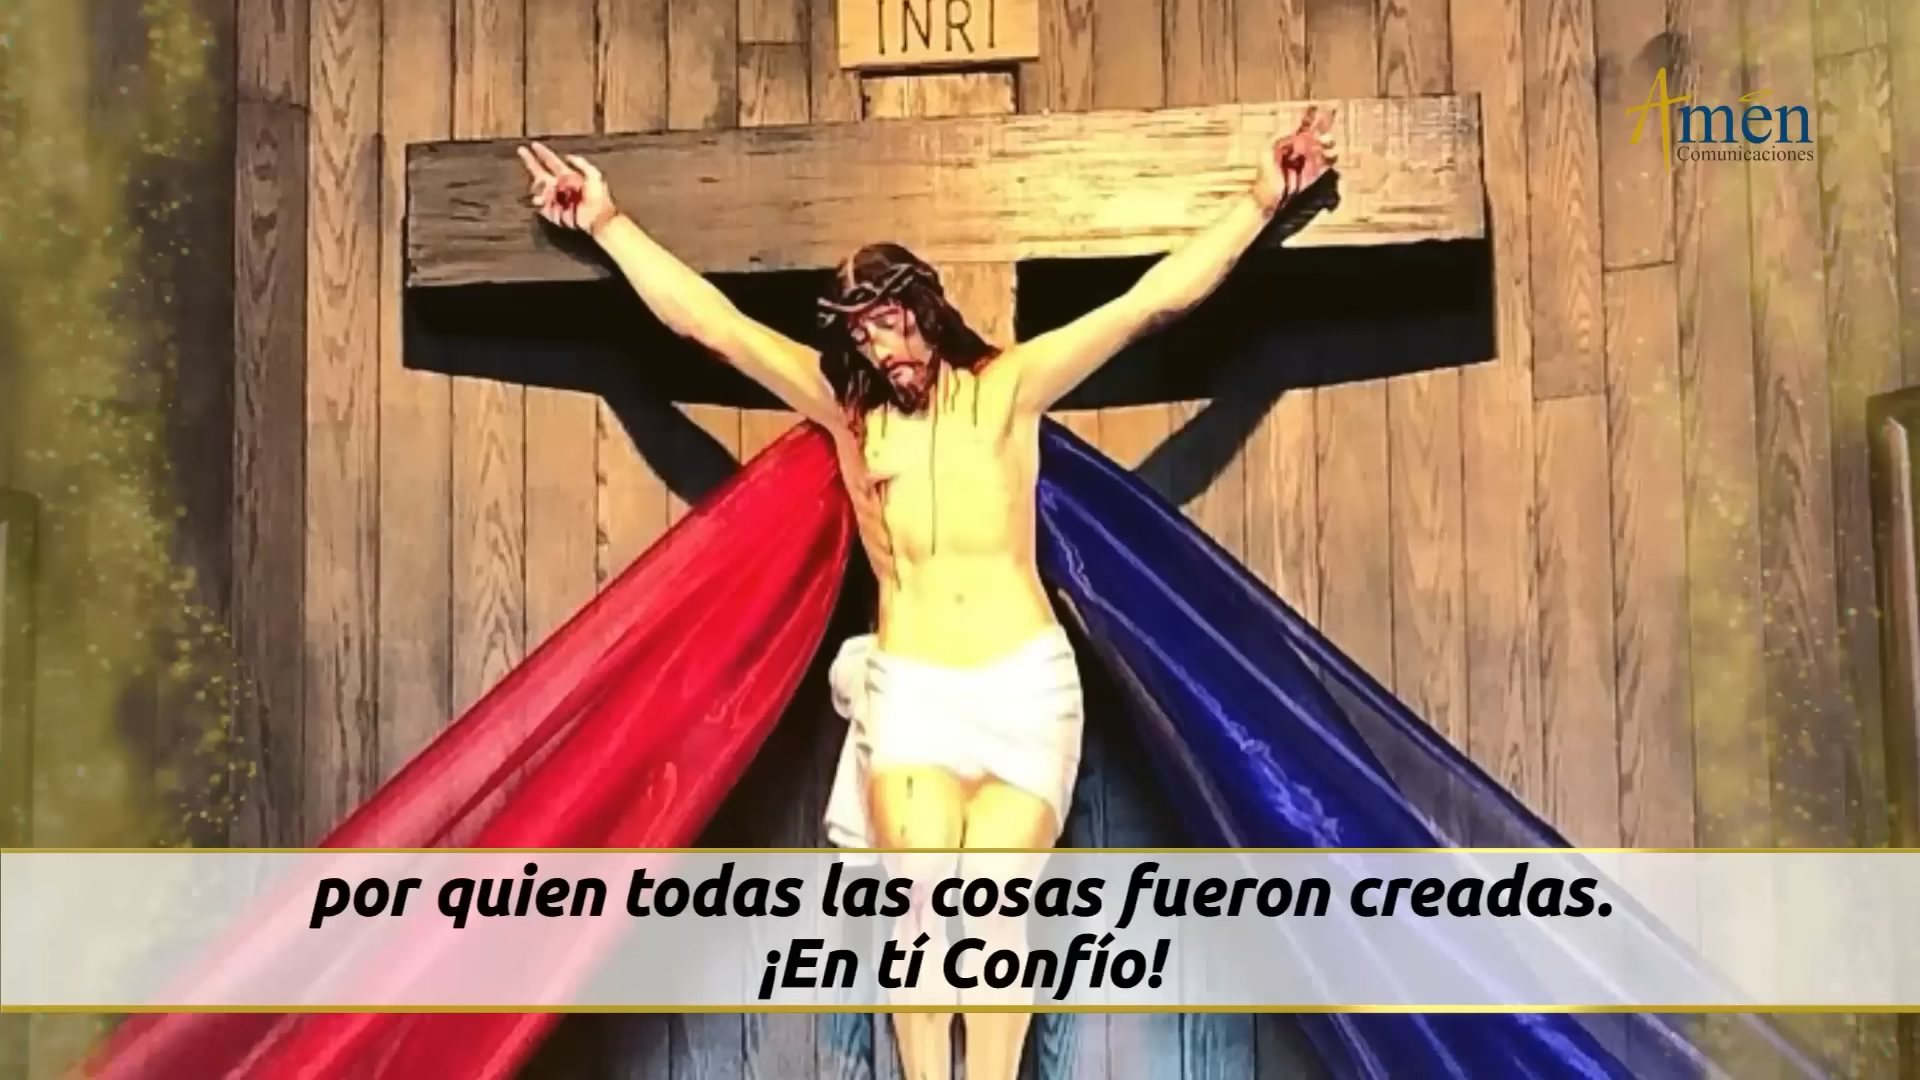 INRI
Amén
Comunicaciones
por quien todas las cosas fueron creadas.
¡En tí Confío!